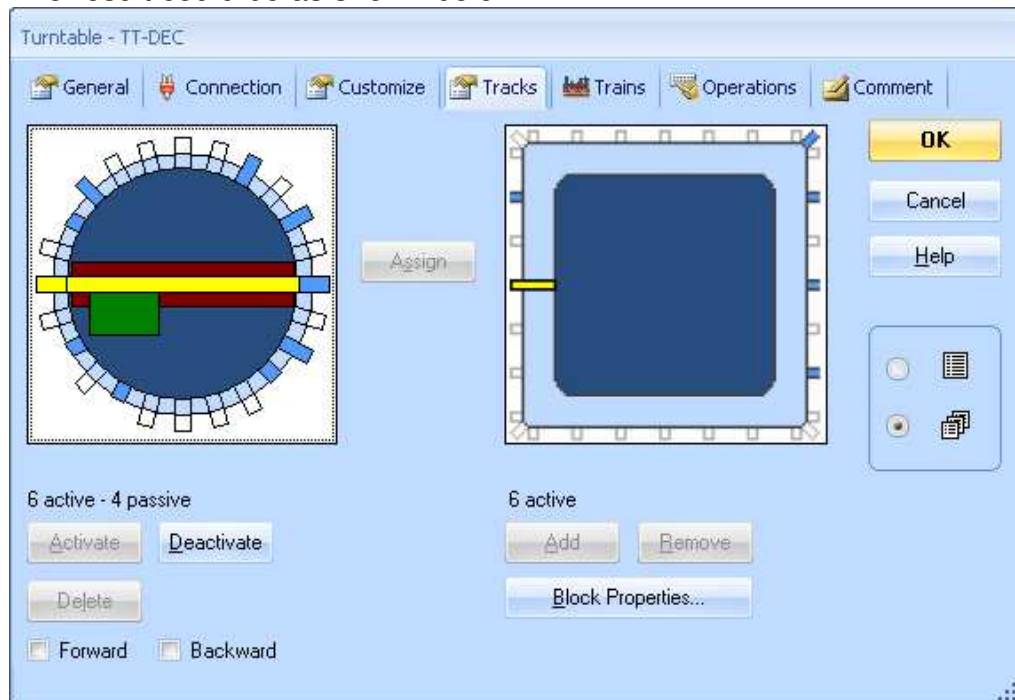 Turntable - TT-DEC
General Connection Customize Tracks Trains Operations Comment
OK
Cancel
Assign
Help
6 active - 4 passive
6 active
Activate Deactivate
Add Remove
Delete
Block Properties...
Forward Backward